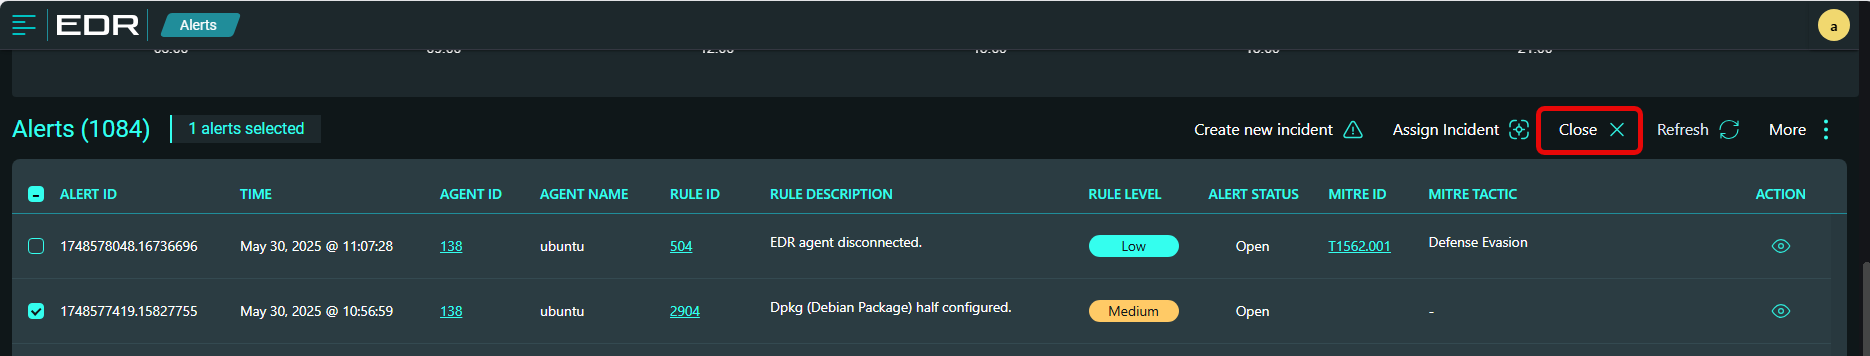 EDR Alerts a
12:00
Alerts (1084) 1 alerts selected Create new incident Assign Incident Close Refresh More
ALERT ID TIME AGENT ID AGENT NAME RULE ID RULE DESCRIPTION RULE LEVEL ALERT STATUS MITRE ID MITRE TACTIC ACTION
1748578048.16736696 May 30, 2025 @ 11:07:28 138 ubuntu 504 EDR agent disconnected. Low Open T1562.001 Defense Evasion
1748577419.15827755 May 30, 2025 @ 10:56:59 138 ubuntu 2904 Dpkg (Debian Package) half configured. Medium Open -